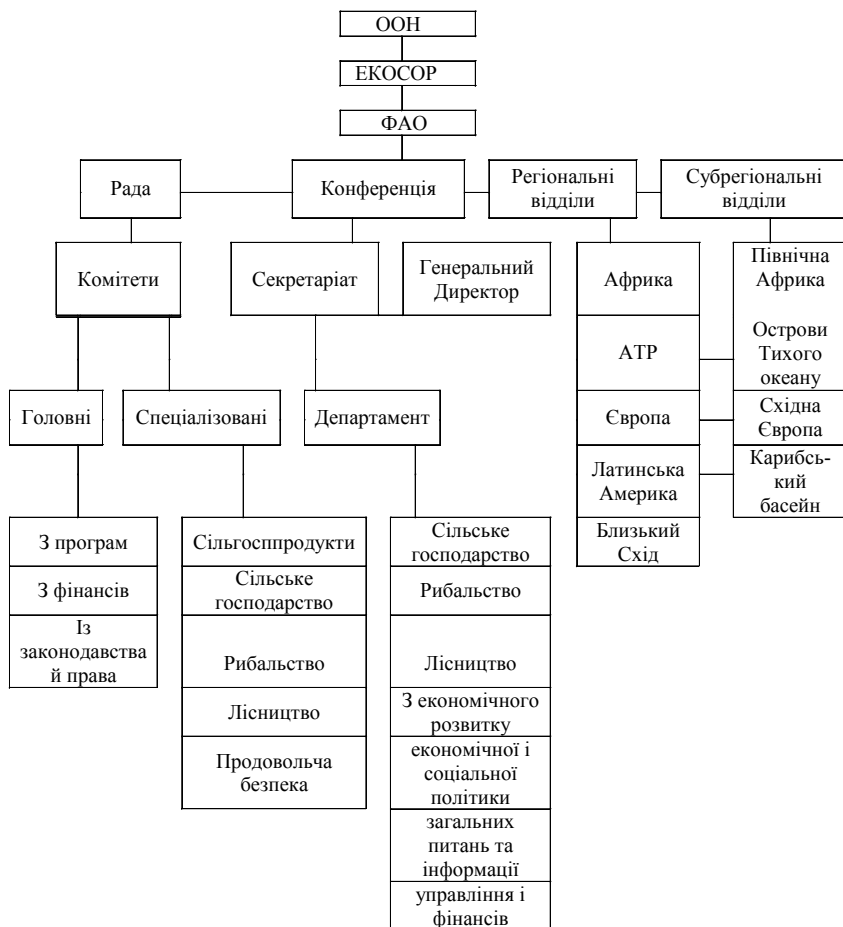 ООН
ЕКОСОР
ФАО
Рада
Конференція
Регіональні
відділи
Субрегіональні
відділи
Комітети
Секретаріат
Генеральний
Директор
Африка
Північна
Африка
АТР
Острови
Тихого
океану
Головні
Спеціалізовані
Департамент
Європа
Східна
Європа
Латинська
Америка
Карибсь-
кий
басейн
Близький
Схід
З програм
З фінансів
Із
законодавства
й права
Сільгосппродукти
Сільське
господарство
Рибальство
Лісництво
Продовольча
безпека
Сільське
господарство
Рибальство
Лісництво
З економічного
розвитку
економічної і
соціальної
політики
загальних
питань та
інформації
управління і
фінансів